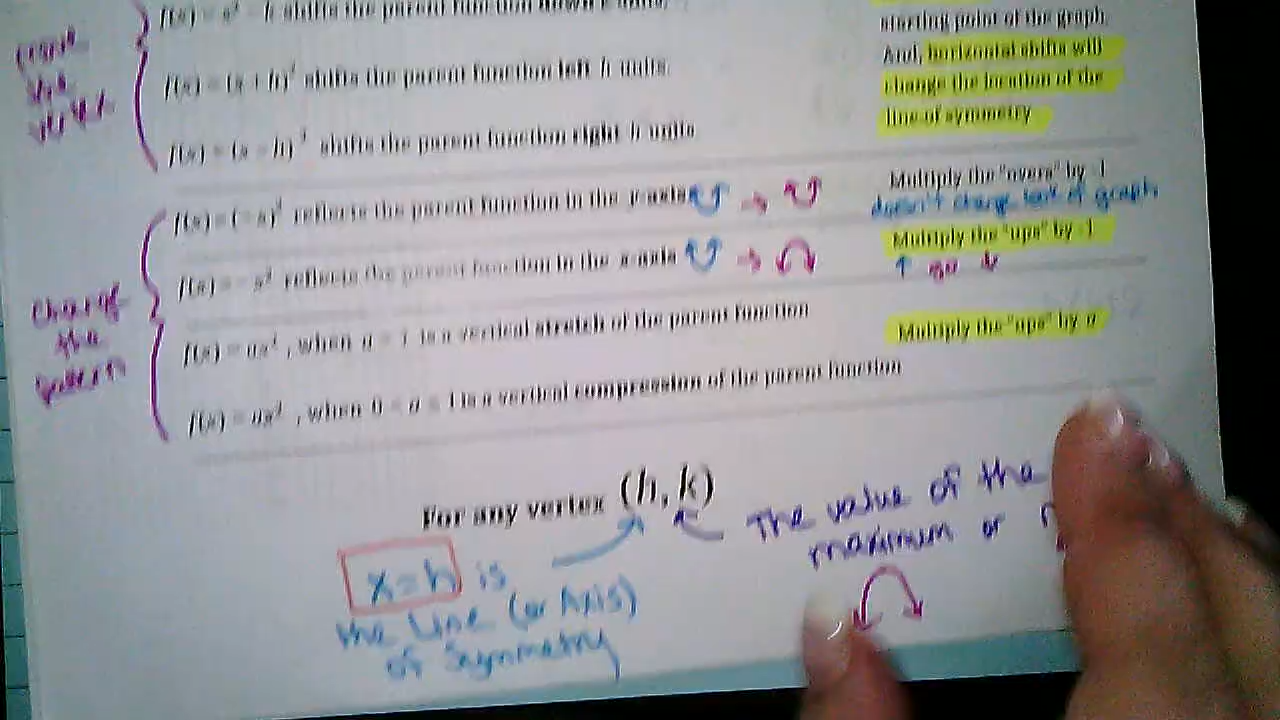 f(x) = x² - k shifts the parent function down k units.
starting point of the graph.
And, horizontal shifts will
change the location of the
line of symmetry
f(x) = (x + h)² shifts the parent function left h units.
f(x) = (x - h)² shifts the parent function right h units
f(x) = (-x)² reflects the parent function in the y-axis
Multiply the "overs" by -1
doesn't change look of graph
f(x) = -x² reflects the parent function in the x-axis
Multiply the "ups" by -1
↑ go ↓
Change
the
pattern
f(x) = ax², when a > 1 is a vertical stretch of the parent function
Multiply the "ups" by a
f(x) = ax², when 0 < a < 1 is a vertical compression of the parent function
For any vertex (h, k)
x = h is
the Line (or Axis)
of Symmetry
The value of the
maximum or